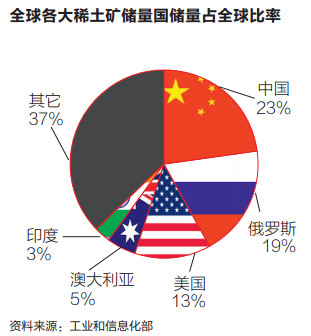 全球各大稀土矿储量国储量占全球比率
中国
23%
其它
37%
俄罗斯
19%
印度
3%
澳大利亚
5%
美国
13%
资料来源：工业和信息化部